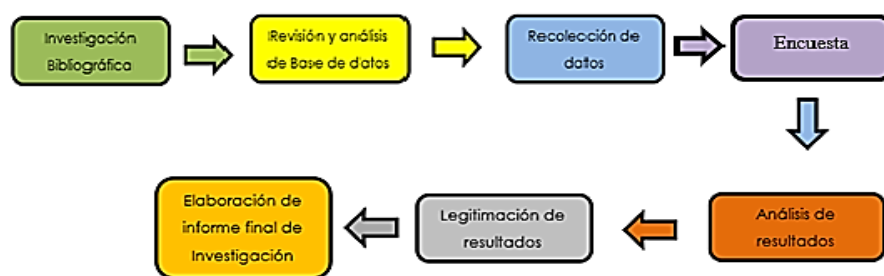 Investigación
Bibliográfica
Revisión y análisis
de Base de datos
Recolección de
datos
Encuesta
Elaboración de
informe final de
Investigación
Legitimación de
resultados
Análisis de
resultados